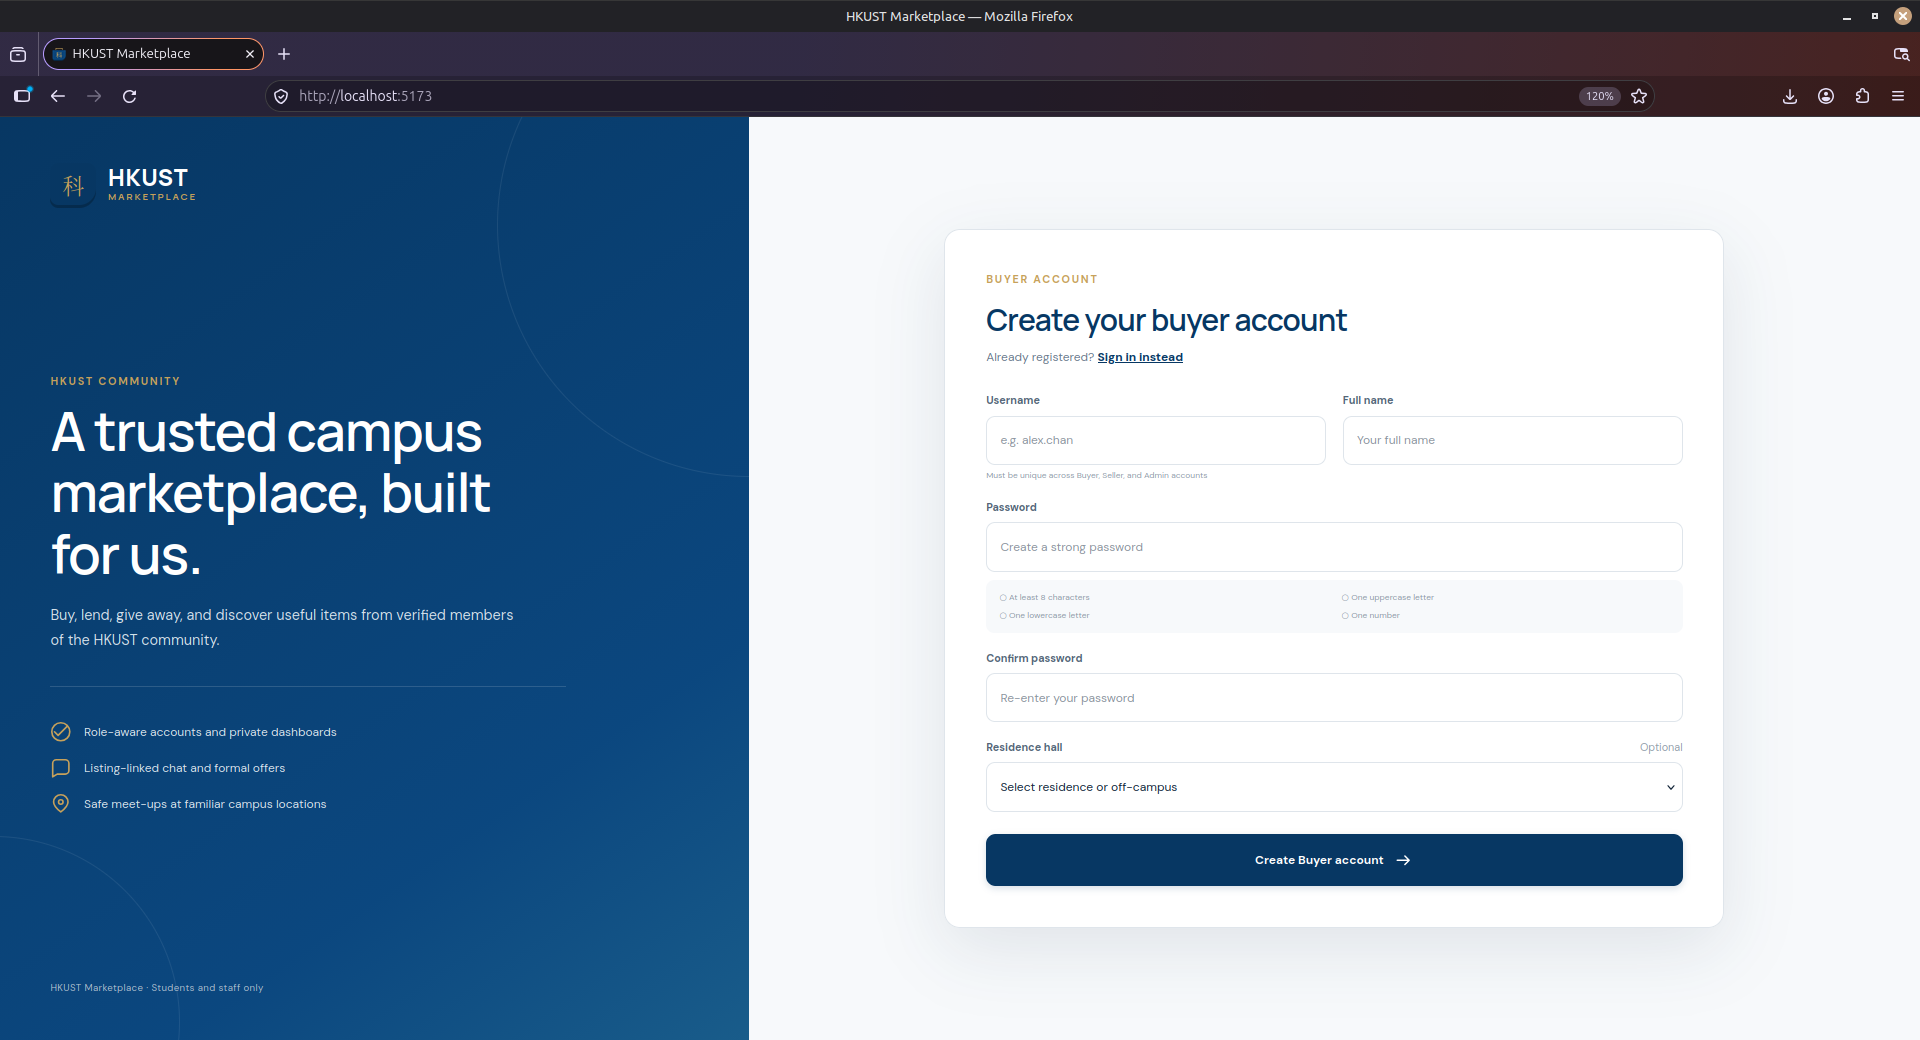 HKUST Marketplace — Mozilla Firefox
HKUST Marketplace
http://localhost:5173
120%
科
HKUST
MARKETPLACE
HKUST COMMUNITY
A trusted campus
marketplace, built
for us.
Buy, lend, give away, and discover useful items from verified members
of the HKUST community.
Role-aware accounts and private dashboards
Listing-linked chat and formal offers
Safe meet-ups at familiar campus locations
HKUST Marketplace · Students and staff only
BUYER ACCOUNT
Create your buyer account
Already registered? Sign in instead
Username
Full name
e.g. alex.chan
Your full name
Must be unique across Buyer, Seller, and Admin accounts
Password
Create a strong password
At least 8 characters
One uppercase letter
One lowercase letter
One number
Confirm password
Re-enter your password
Residence hall
Optional
Select residence or off-campus
Create Buyer account